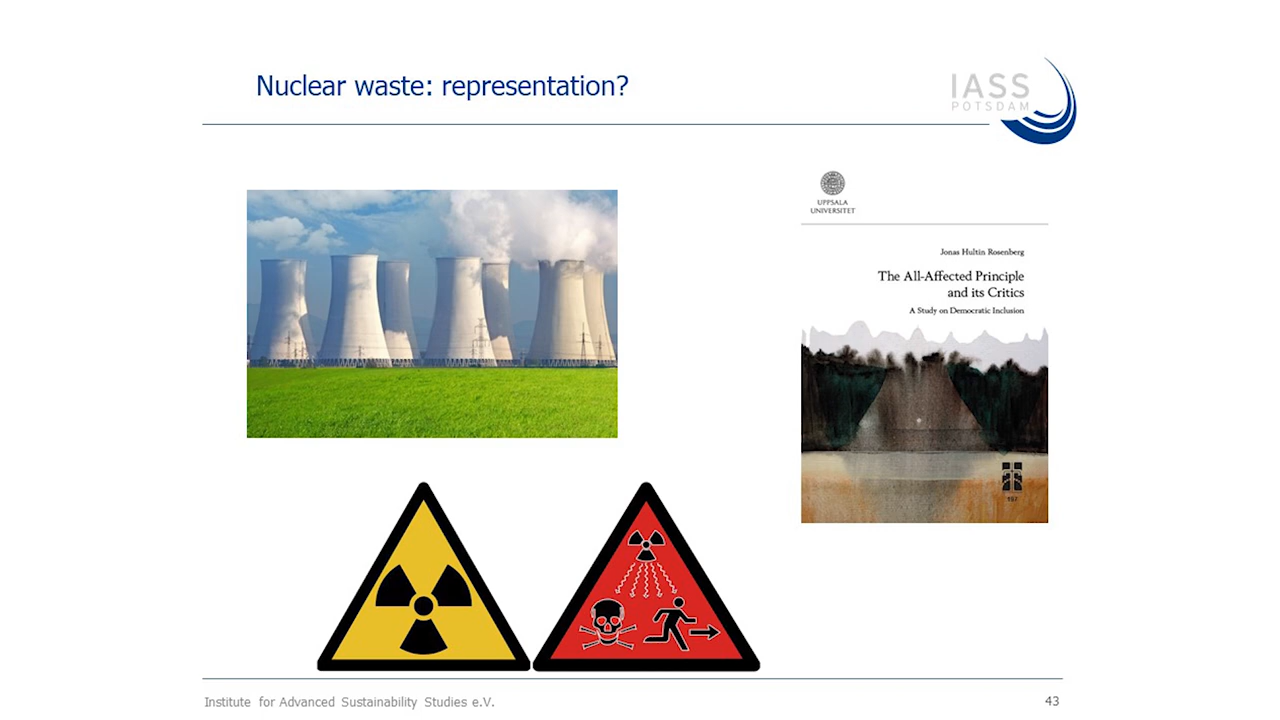 Nuclear waste: representation?
IASS
POTSDAM
UPPSALA
UNIVERSITET
Jonas Hultin Rosenberg
The All-Affected Principle
and its Critics
A Study on Democratic Inclusion
Institute for Advanced Sustainability Studies e.V.
43